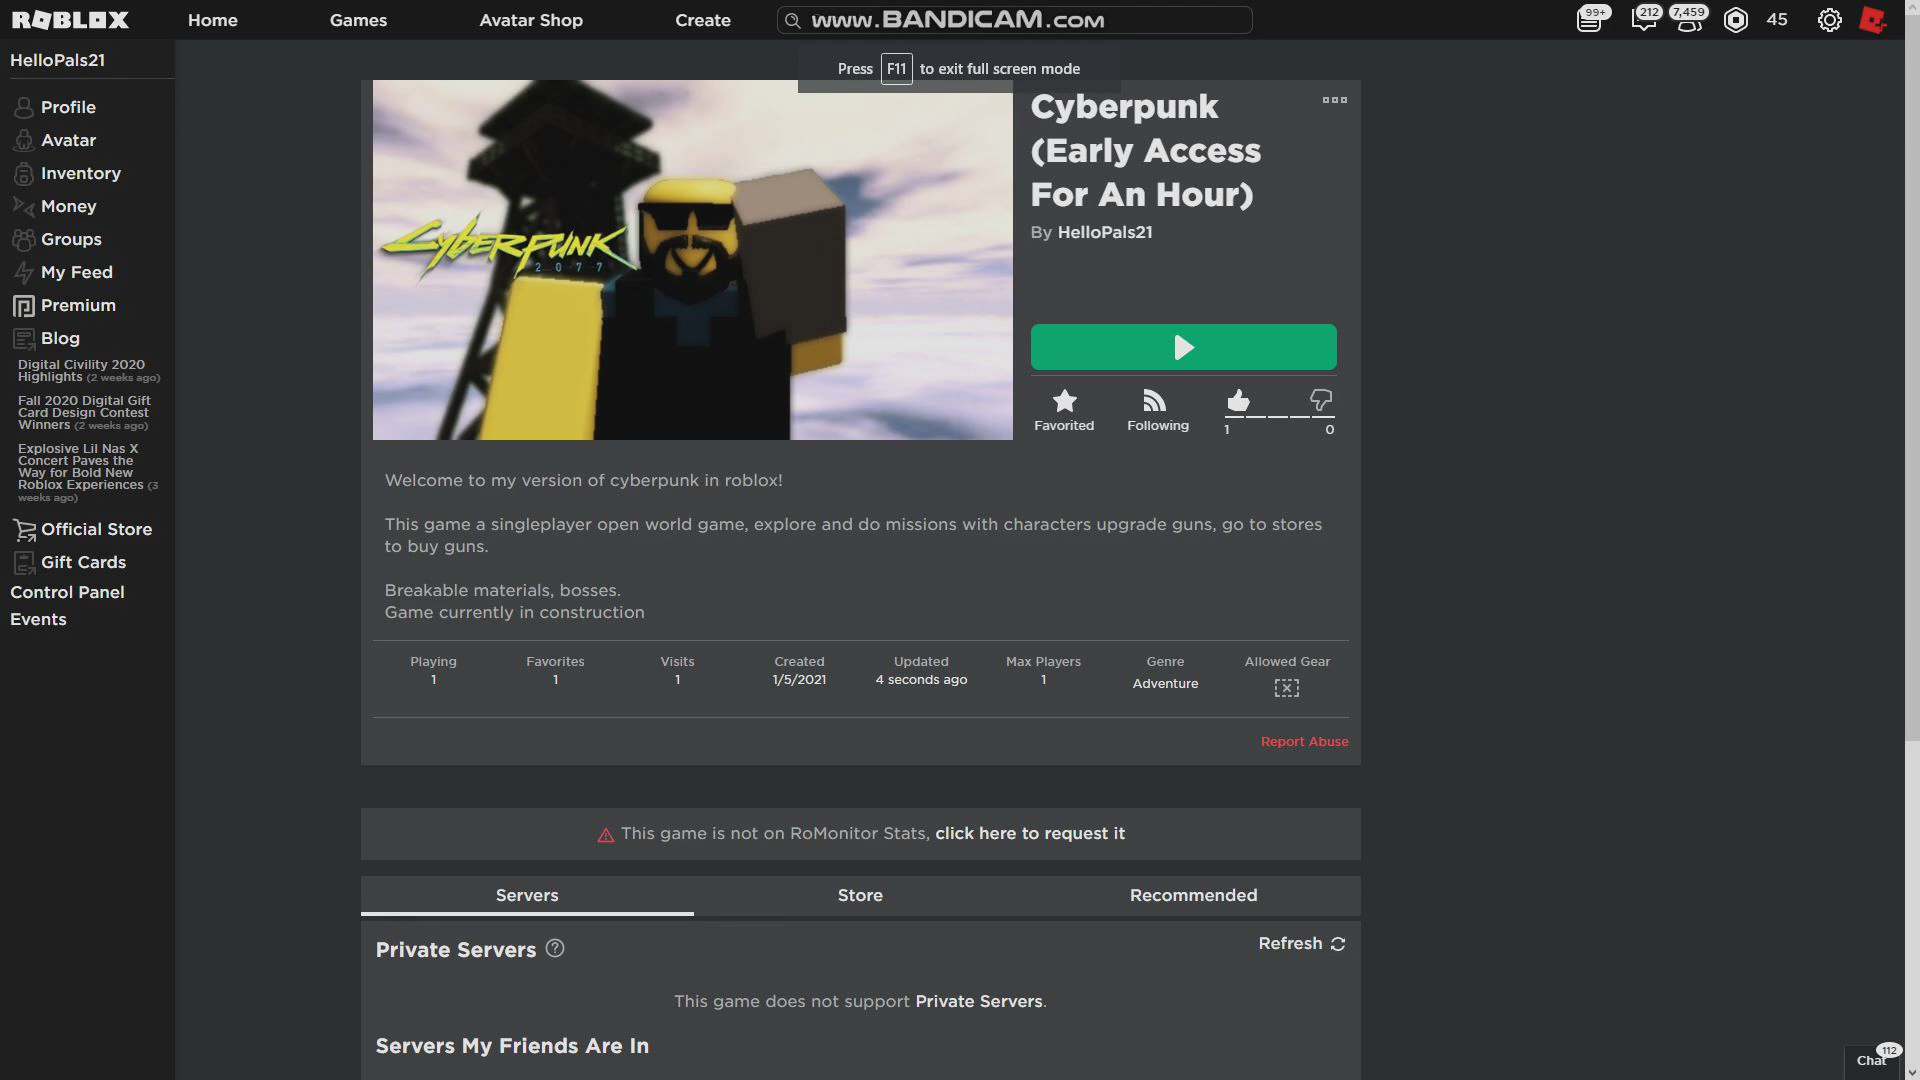 ROBLOX Home Games Avatar Shop Create www.BANDICAM.com 99+ 212 7,459 45
Press F11 to exit full screen mode
HelloPals21
Profile
Avatar
Inventory
Money
Groups
My Feed
Premium
Blog
Digital Civility 2020
Highlights (2 weeks ago)
Fall 2020 Digital Gift
Card Design Contest
Winners (2 weeks ago)
Explosive Lil Nas X
Concert Paves the
Way for Bold New
Roblox Experiences (3
weeks ago)
Official Store
Gift Cards
Control Panel
Events
Cyberpunk
2077
Cyberpunk
(Early Access
For An Hour)
By HelloPals21
Favorited Following 1 0
Welcome to my version of cyberpunk in roblox!
This game a singleplayer open world game, explore and do missions with characters upgrade guns, go to stores
to buy guns.
Breakable materials, bosses.
Game currently in construction
Playing Favorites Visits Created Updated Max Players Genre Allowed Gear
1 1 1 1/5/2021 4 seconds ago 1 Adventure
Report Abuse
This game is not on RoMonitor Stats, click here to request it
Servers Store Recommended
Private Servers ? Refresh
This game does not support Private Servers.
Servers My Friends Are In
Chat 112